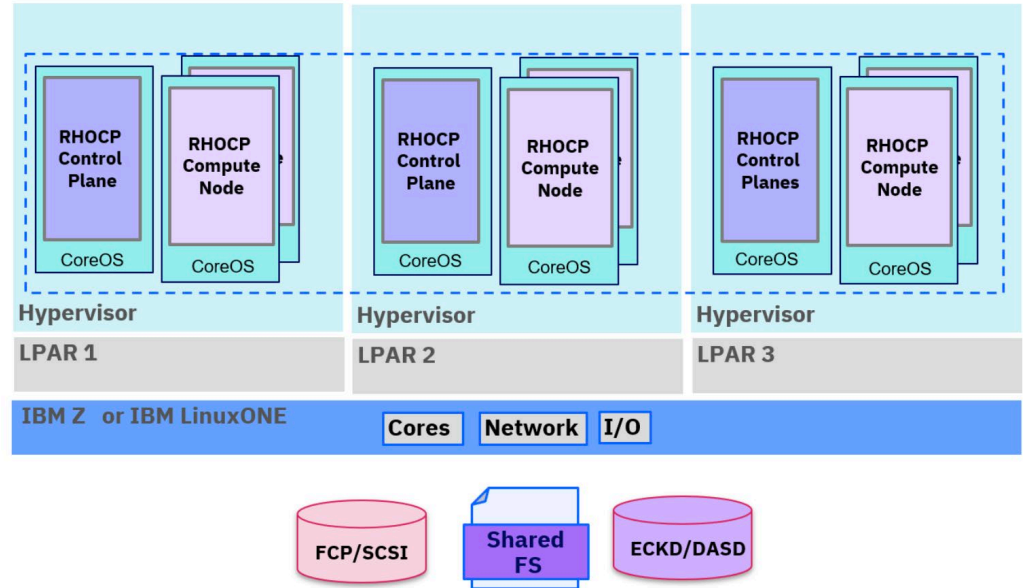 RHOCP
Control
Plane
CoreOS
RHOCP
Compute
Node
CoreOS
Hypervisor
LPAR 1
RHOCP
Control
Plane
CoreOS
RHOCP
Compute
Node
CoreOS
Hypervisor
LPAR 2
RHOCP
Control
Planes
CoreOS
RHOCP
Compute
Node
CoreOS
Hypervisor
LPAR 3
IBM Z or IBM LinuxONE
Cores
Network
I/O
FCP/SCSI
Shared
FS
ECKD/DASD